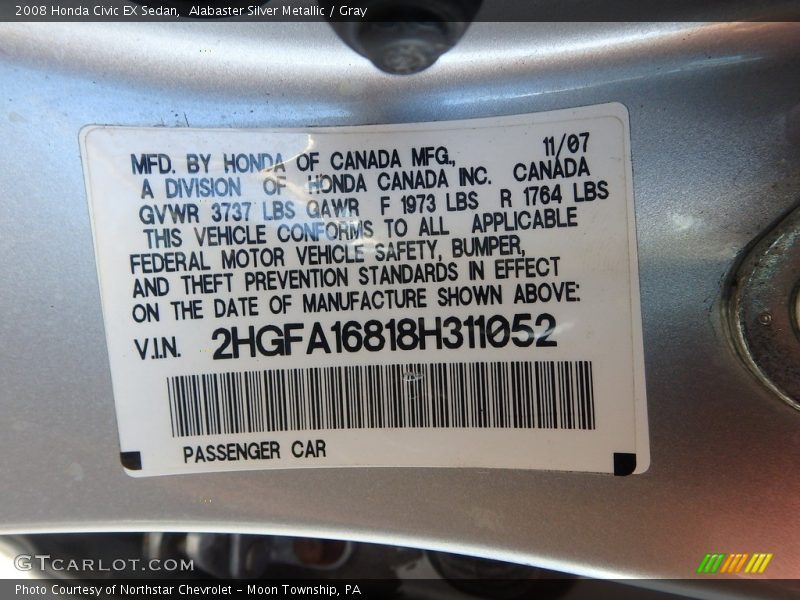 2008 Honda Civic EX Sedan,  Alabaster Silver Metallic / Gray
11/07
MFD. BY HONDA OF CANADA MFG.,
A DIVISION OF HONDA CANADA INC. CANADA
GVWR 3737 LBS GAWR F 1973 LBS R 1764 LBS
THIS VEHICLE CONFORMS TO ALL APPLICABLE
FEDERAL MOTOR VEHICLE SAFETY, BUMPER,
AND THEFT PREVENTION STANDARDS IN EFFECT
ON THE DATE OF MANUFACTURE SHOWN ABOVE:
V.I.N. 2HGFA16818H311052
PASSENGER CAR
GTCARLOT.COM
Photo Courtesy of Northstar Chevrolet - Moon Township, PA